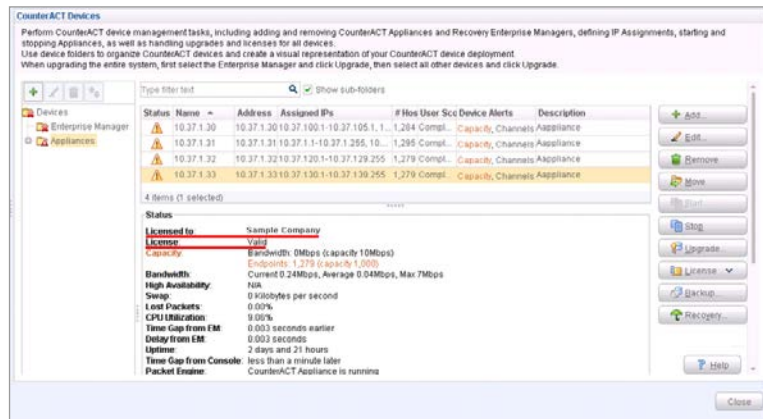 CounterACT Devices
Perform CounterACT device management tasks, including adding and removing CounterACT Appliances and Recovery Enterprise Managers, defining IP Assignments, starting and
stopping Appliances, as well as handling upgrades and licenses for all devices.
Use device folders to organize CounterACT devices and create a visual representation of your CounterACT device deployment.
When upgrading the entire system, first select the Enterprise Manager and click Upgrade, then select all other devices and click Upgrade.
Type filter text
Show sub-folders
Devices
Enterprise Manager
Appliances
Status Name Address Assigned IPs # Hos User Sco Device Alerts Description
10.37.1.30 10.37.1.30 10.37.100.1-10.37.105.1, 1... 1,284 Compl... Capacity, Channels Aappliance
10.37.1.31 10.37.1.31 10.37.1.1-10.37.1.255, 10... 1,295 Compl... Capacity, Channels Aappliance
10.37.1.32 10.37.1.32 10.37.120.1-10.37.129.255 1,279 Compl... Capacity, Channels Aappliance
10.37.1.33 10.37.1.33 10.37.130.1-10.37.139.255 1,279 Compl... Capacity, Channels Aappliance
4 items (1 selected)
Status
Licensed to: Sample Company
License: Valid
Capacity Bandwidth: 0Mbps (capacity 10Mbps)
Endpoints: 1,279 (capacity 1,000)
Bandwidth: Current 0.24Mbps, Average 0.04Mbps, Max 7Mbps
High Availability: N/A
Swap: 0 Kilobytes per second
Lost Packets: 0.00%
CPU Utilization: 9.06%
Time Gap from EM: 0.003 seconds earlier
Delay from EM: 0.003 seconds
Uptime: 2 days and 21 hours
Time Gap from Console: less than a minute later
Packet Engine: CounterACT Appliance is running
Add...
Edit...
Remove
Move
Start
Stop
Upgrade...
License
Backup...
Recovery...
Help
Close